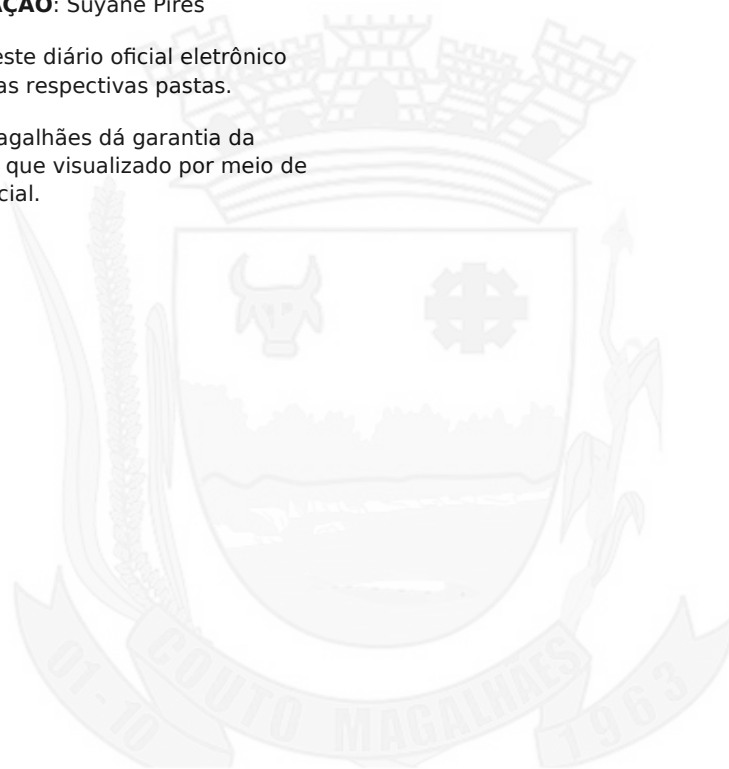 AÇÃO: Suyane Pires
este diário oficial eletrônico
as respectivas pastas.
agalhães dá garantia da
que visualizado por meio de
cial.
01-10
COUTO MAGALHÃES
1963